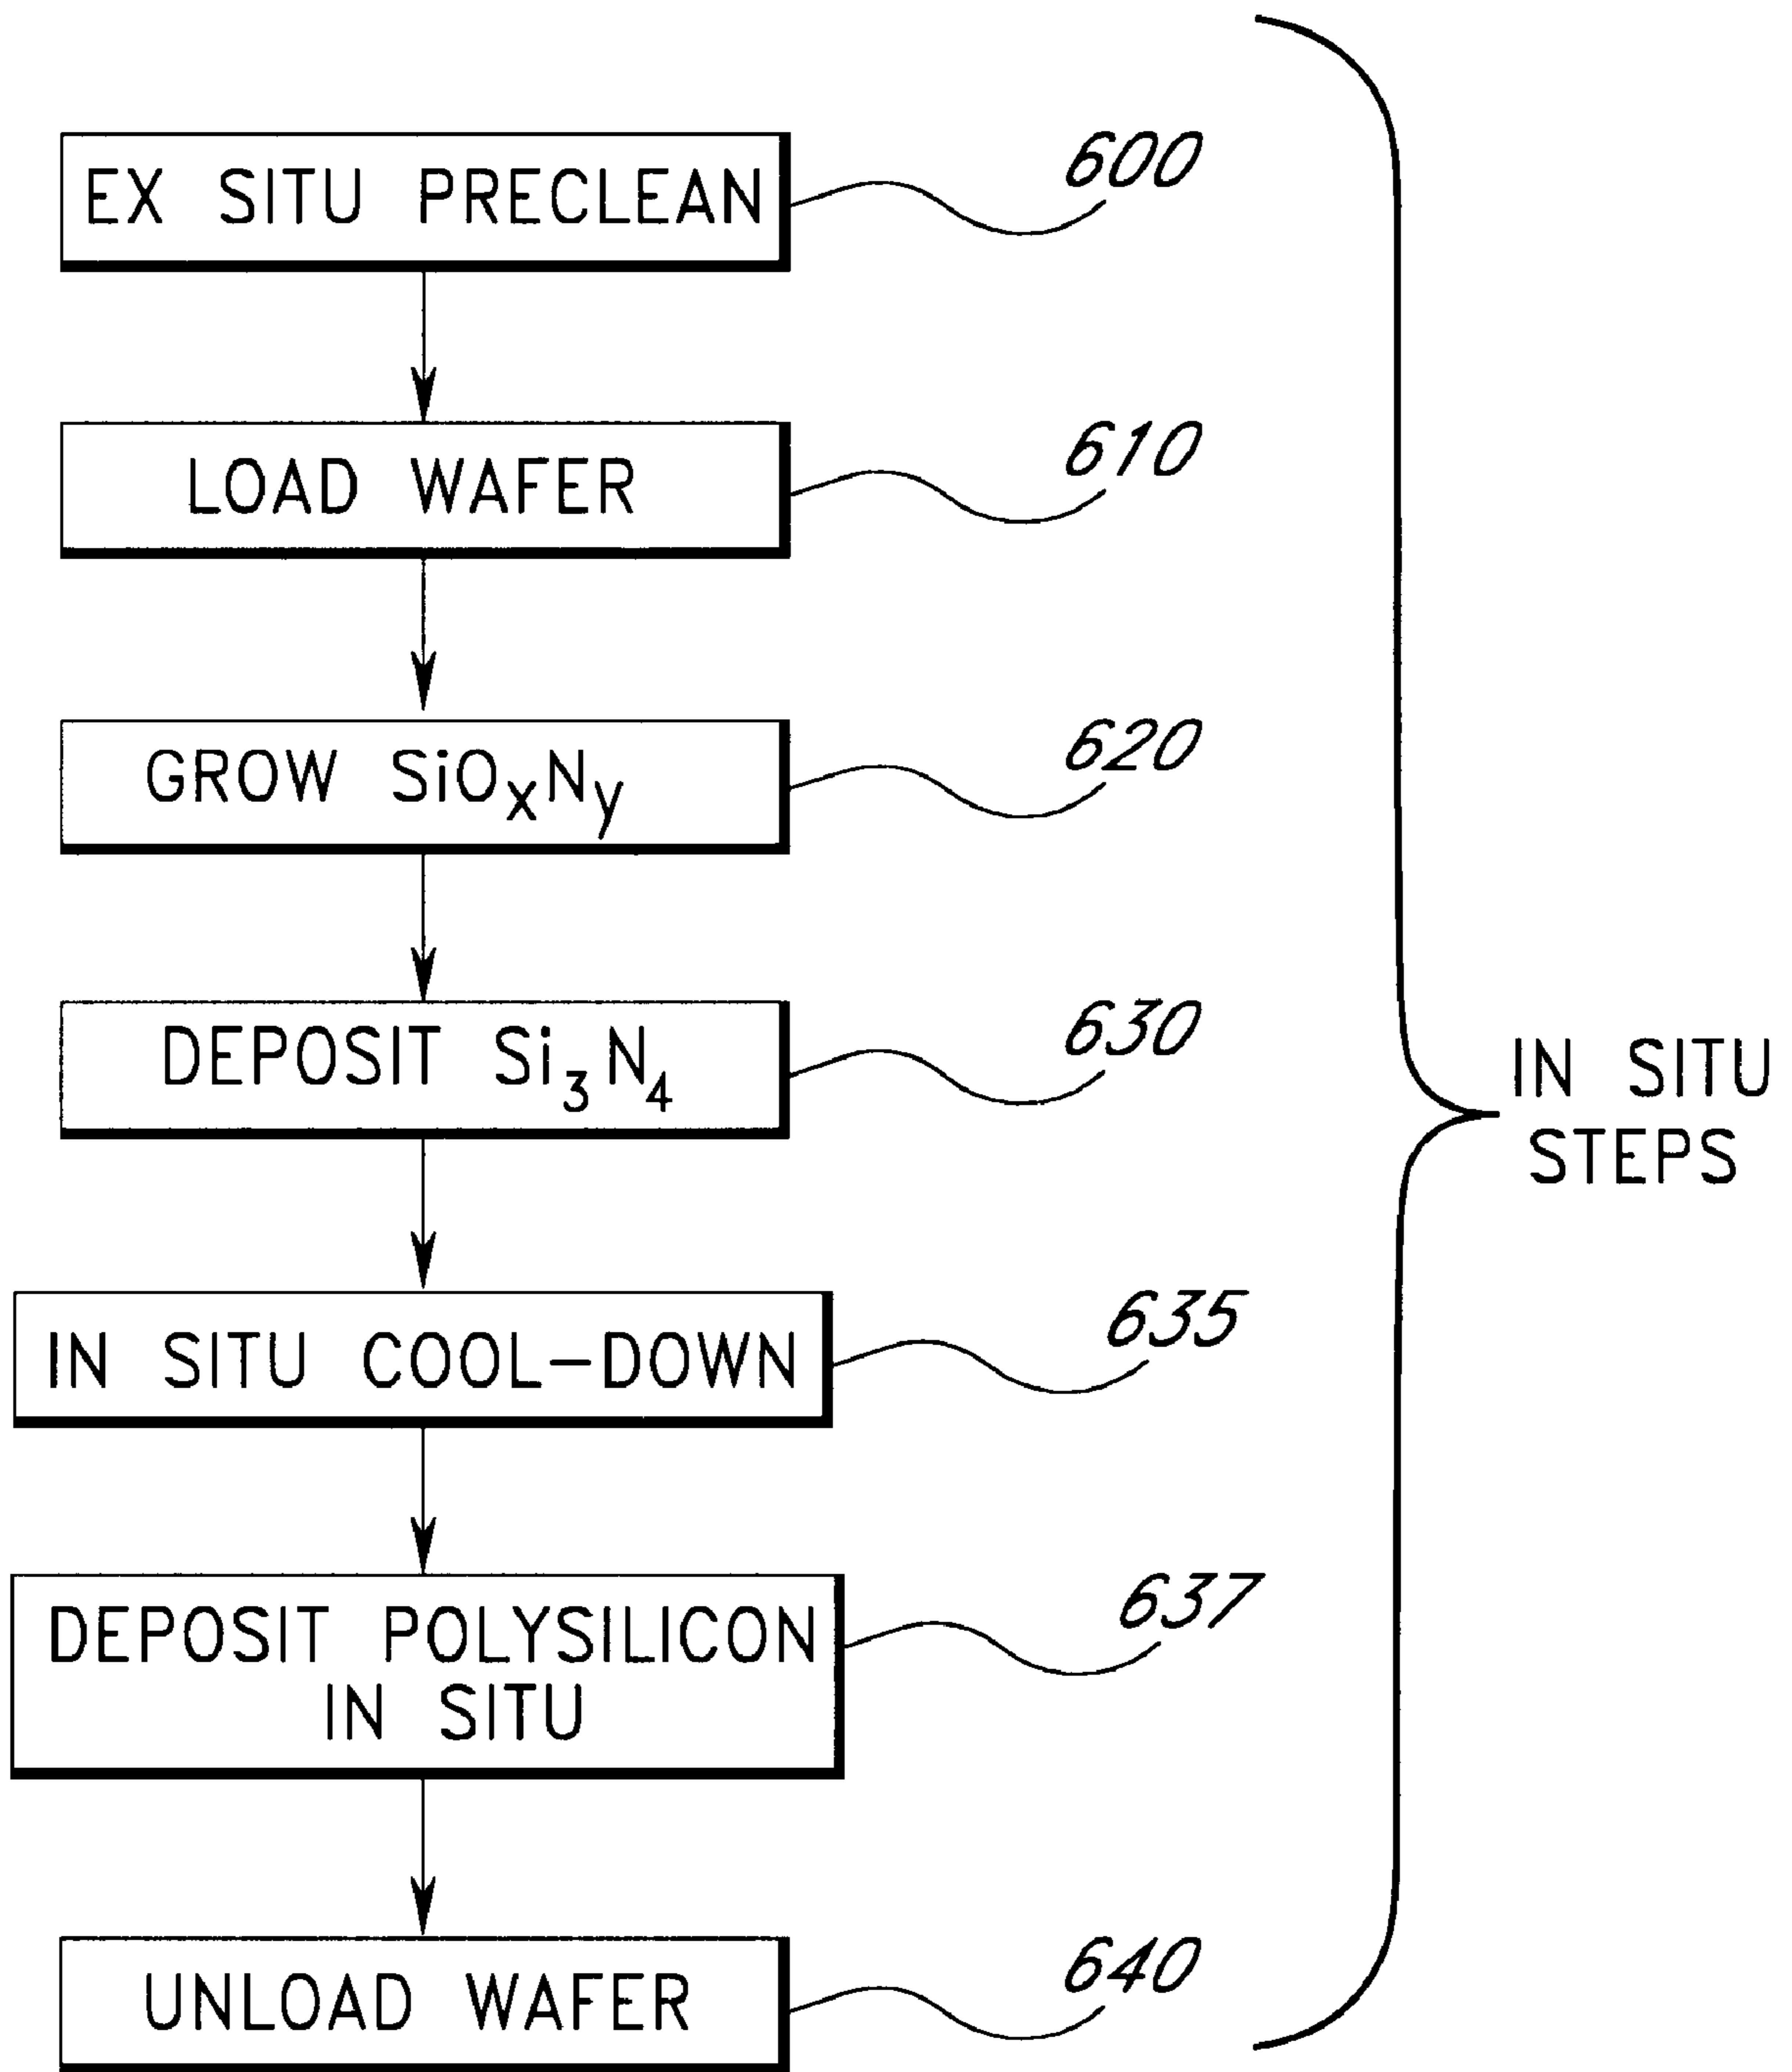 EX SITU PRECLEAN
600
LOAD WAFER
610
GROW SiOxNy
620
DEPOSIT Si3N4
630
IN SITU COOL-DOWN
635
DEPOSIT POLYSILICON
IN SITU
637
UNLOAD WAFER
640
IN SITU
STEPS